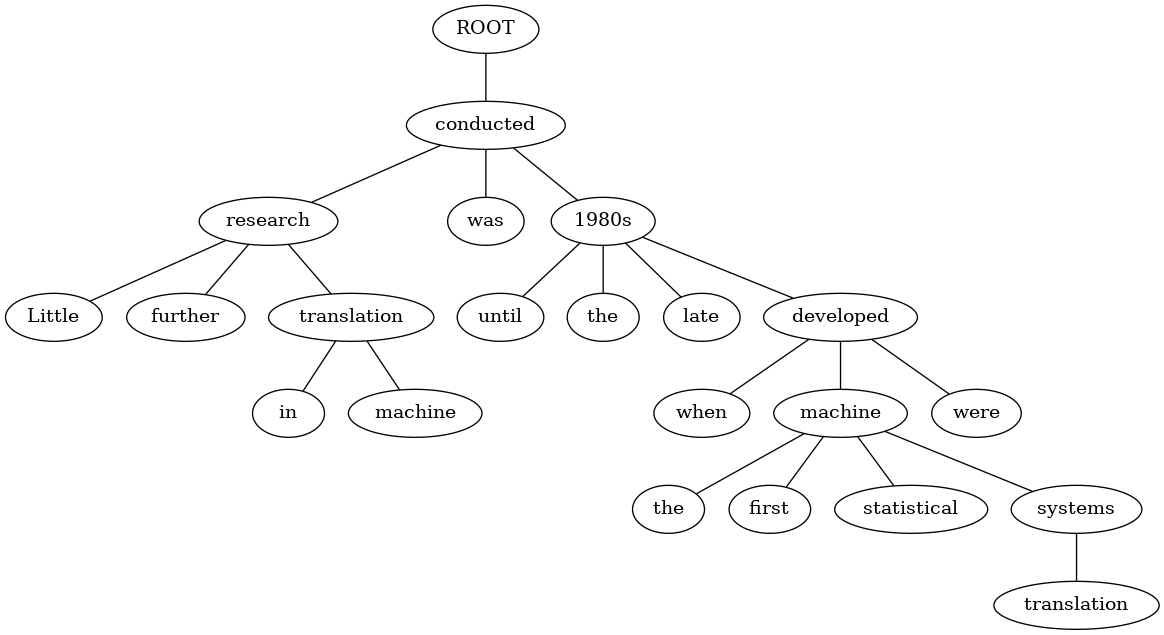 ROOT
conducted
research was 1980s
Little further translation until the late developed
in machine when machine were
the first statistical systems
translation